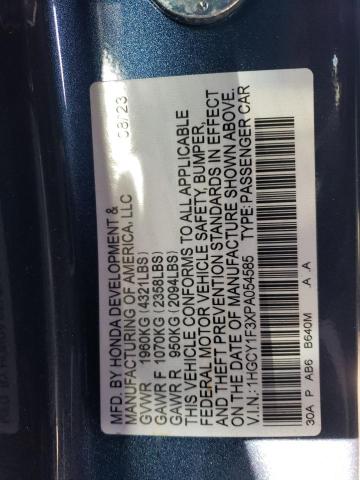 MFD. BY HONDA DEVELOPMENT & 08/23
MANUFACTURING OF AMERICA, LLC
GVWR 1960KG (4321LBS)
GAWR F 1070KG (2358LBS)
GAWR R 950KG (2094LBS)
THIS VEHICLE CONFORMS TO ALL APPLICABLE
FEDERAL MOTOR VEHICLE SAFETY, BUMPER,
AND THEFT PREVENTION STANDARDS IN EFFECT
ON THE DATE OF MANUFACTURE SHOWN ABOVE.
V.I.N.: 1HGCY1F3XPA054585 TYPE: PASSENGER CAR
30A P AB6 B640M A A